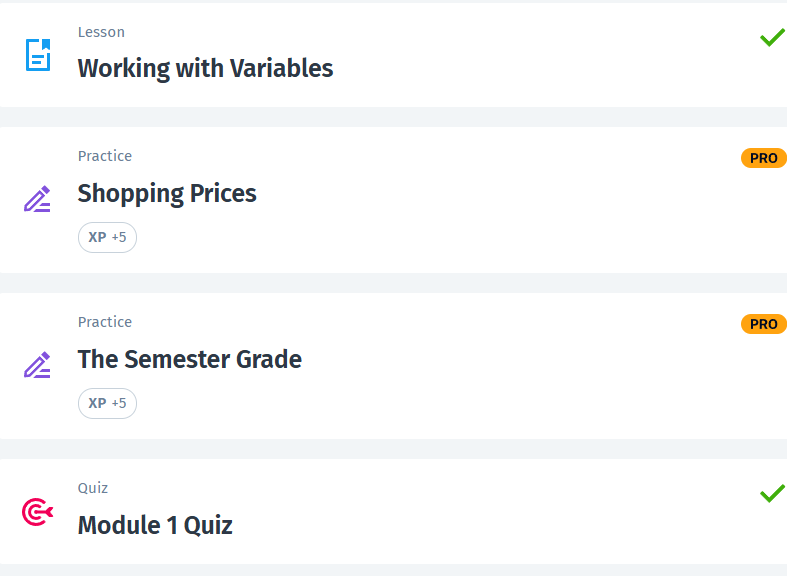 Lesson
Working with Variables
Practice
PRO
Shopping Prices
XP +5
Practice
PRO
The Semester Grade
XP +5
Quiz
Module 1 Quiz